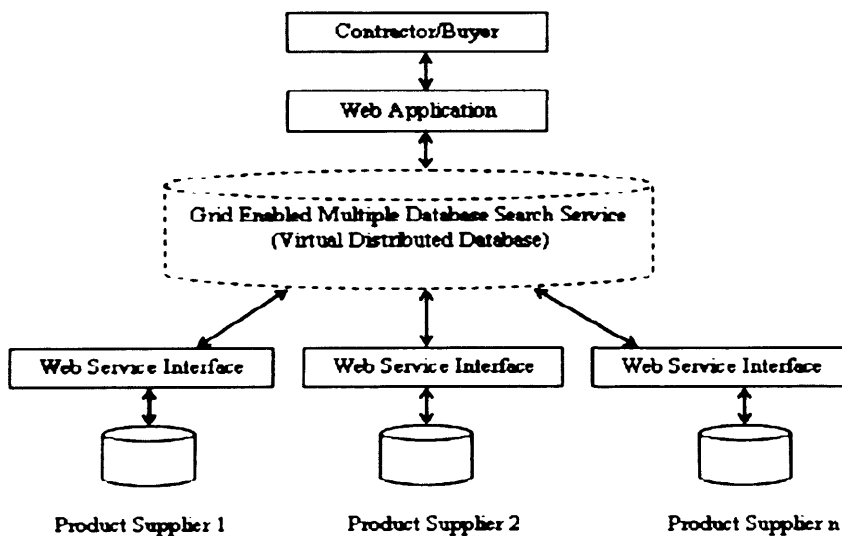 Contractor/Buyer
Web Application
Grid Enabled Multiple Database Search Service
(Virtual Distributed Database)
Web Service Interface
Web Service Interface
Web Service Interface
Product Supplier 1
Product Supplier 2
Product Supplier n